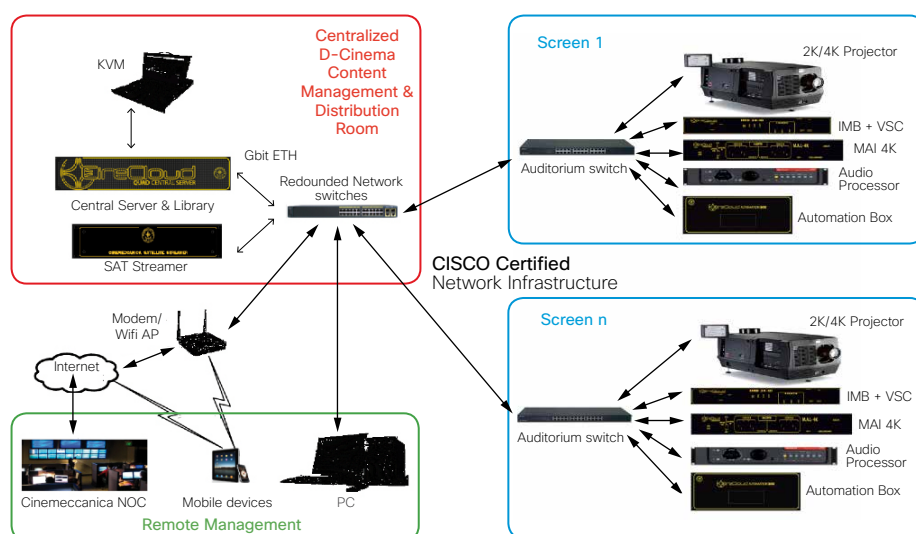 Centralized
D-Cinema
Content
Management &
Distribution
Room
KVM
Gbit ETH
QUAD CENTRAL SERVER
Central Server & Library
Redounded Network
switches
SAT Streamer
Screen 1
2K/4K Projector
IMB + VSC
MAI 4K
Audio
Processor
Automation Box
Auditorium switch
CISCO Certified
Network Infrastructure
Modem/
Wifi AP
Internet
Cinemeccanica NOC
Mobile devices
PC
Remote Management
Screen n
2K/4K Projector
IMB + VSC
MAI 4K
Audio
Processor
Automation Box
Auditorium switch